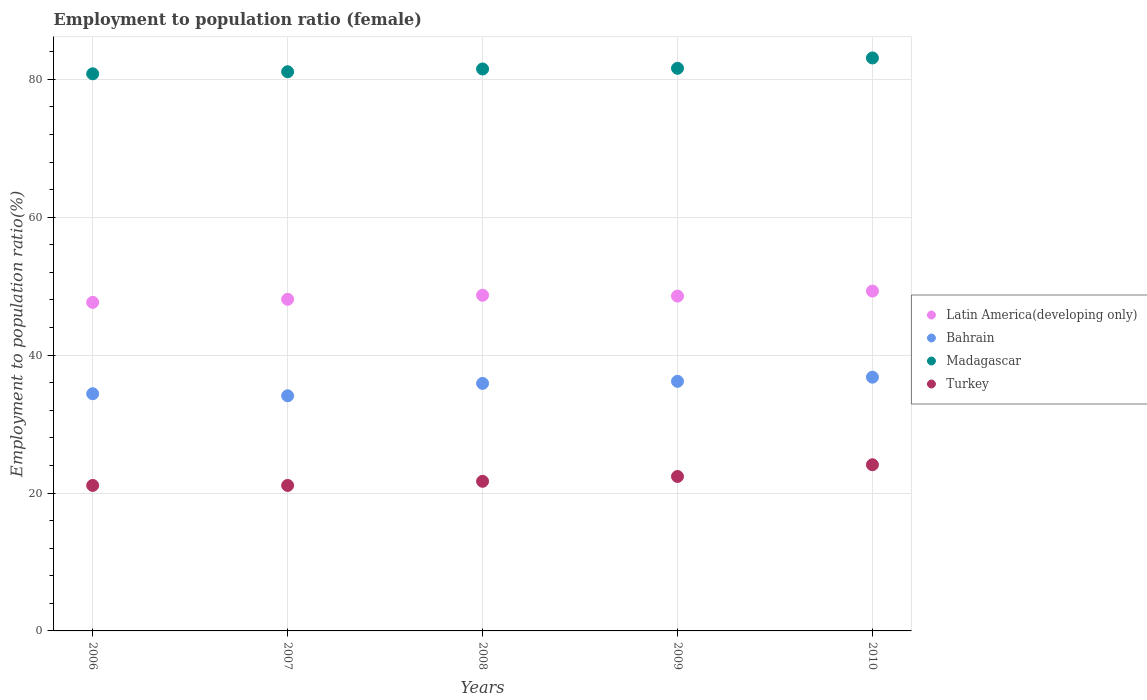 Employment to population ratio (female)
Employment to population ratio(%)
80
60
40
20
0
2006
2007
2008
2009
2010
Years
Latin America(developing only)
Bahrain
Madagascar
Turkey